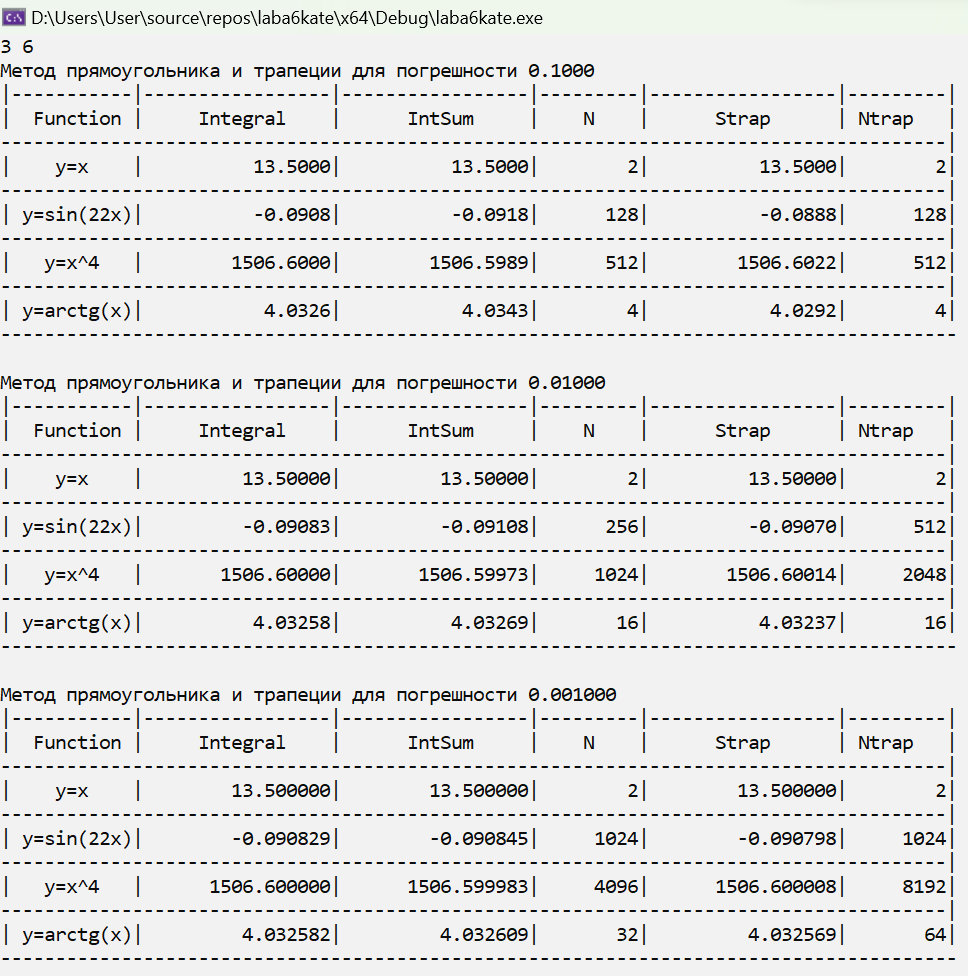 D:\Users\User\source\repos\laba6kate\x64\Debug\laba6kate.exe
3 6
Метод прямоугольника и трапеции для погрешности 0.1000
|-----------|-----------------|-----------------|---------|-----------------|---------|
|  Function |     Integral    |      IntSum     |    N    |      Strap      | Ntrap   |
--------------------------------------------------------------------------------------|
|    y=x    |          13.5000|          13.5000|        2|          13.5000|        2|
--------------------------------------------------------------------------------------|
| y=sin(22x)|          -0.0908|          -0.0918|      128|          -0.0888|      128|
--------------------------------------------------------------------------------------|
|   y=x^4   |        1506.6000|        1506.5989|      512|        1506.6022|      512|
--------------------------------------------------------------------------------------|
| y=arctg(x)|           4.0326|           4.0343|        4|           4.0292|        4|
---------------------------------------------------------------------------------------
Метод прямоугольника и трапеции для погрешности 0.01000
|-----------|-----------------|-----------------|---------|-----------------|---------|
|  Function |     Integral    |      IntSum     |    N    |      Strap      | Ntrap   |
--------------------------------------------------------------------------------------|
|    y=x    |         13.50000|         13.50000|        2|         13.50000|        2|
--------------------------------------------------------------------------------------|
| y=sin(22x)|         -0.09083|         -0.09108|      256|         -0.09070|      512|
--------------------------------------------------------------------------------------|
|   y=x^4   |       1506.60000|       1506.59973|     1024|       1506.60014|     2048|
--------------------------------------------------------------------------------------|
| y=arctg(x)|          4.03258|          4.03269|       16|          4.03237|       16|
---------------------------------------------------------------------------------------
Метод прямоугольника и трапеции для погрешности 0.001000
|-----------|-----------------|-----------------|---------|-----------------|---------|
|  Function |     Integral    |      IntSum     |    N    |      Strap      | Ntrap   |
--------------------------------------------------------------------------------------|
|    y=x    |        13.500000|        13.500000|        2|        13.500000|        2|
--------------------------------------------------------------------------------------|
| y=sin(22x)|        -0.090829|        -0.090845|     1024|        -0.090798|     1024|
--------------------------------------------------------------------------------------|
|   y=x^4   |      1506.600000|      1506.599983|     4096|      1506.600008|     8192|
--------------------------------------------------------------------------------------|
| y=arctg(x)|         4.032582|         4.032609|       32|         4.032569|       64|
---------------------------------------------------------------------------------------